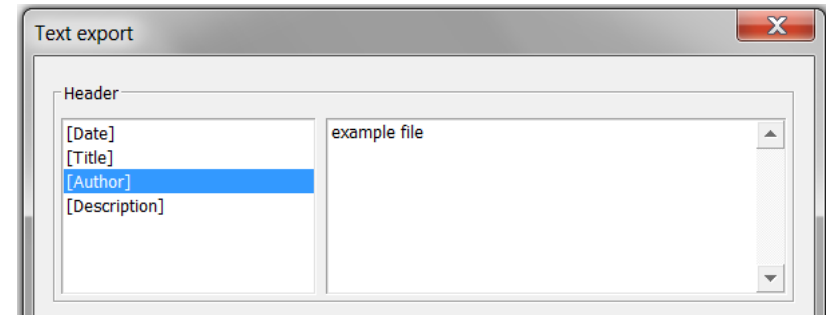 Text export
Header
[Date]
[Title]
[Author]
[Description]
example file